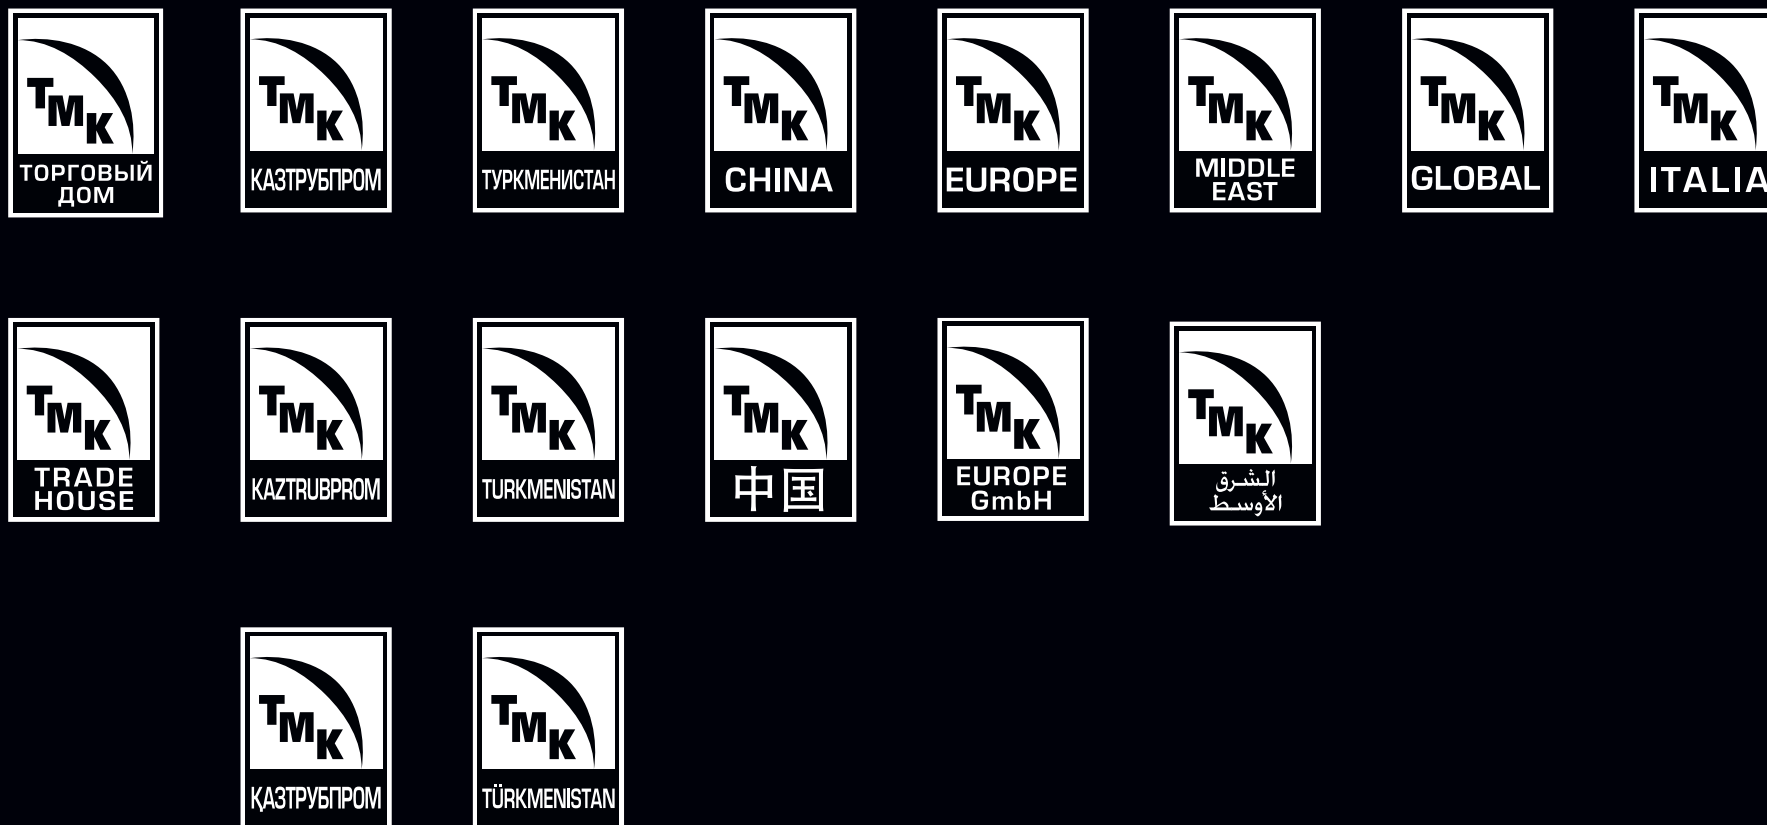 ТМК
ТОРГОВЫЙ
ДОМ
ТМК
КАЗТРУБПРОМ
ТМК
ТУРКМЕНИСТАН
ТМК
CHINA
ТМК
EUROPE
ТМК
MIDDLE
EAST
ТМК
GLOBAL
ТМК
ITALIA
ТМК
TRADE
HOUSE
ТМК
KAZTRUBPROM
ТМК
TURKMENISTAN
ТМК
中国
ТМК
EUROPE
GmbH
ТМК
الشرق
الأوسط
ТМК
ҚАЗТРУБПРОМ
ТМК
TÜRKMENISTAN